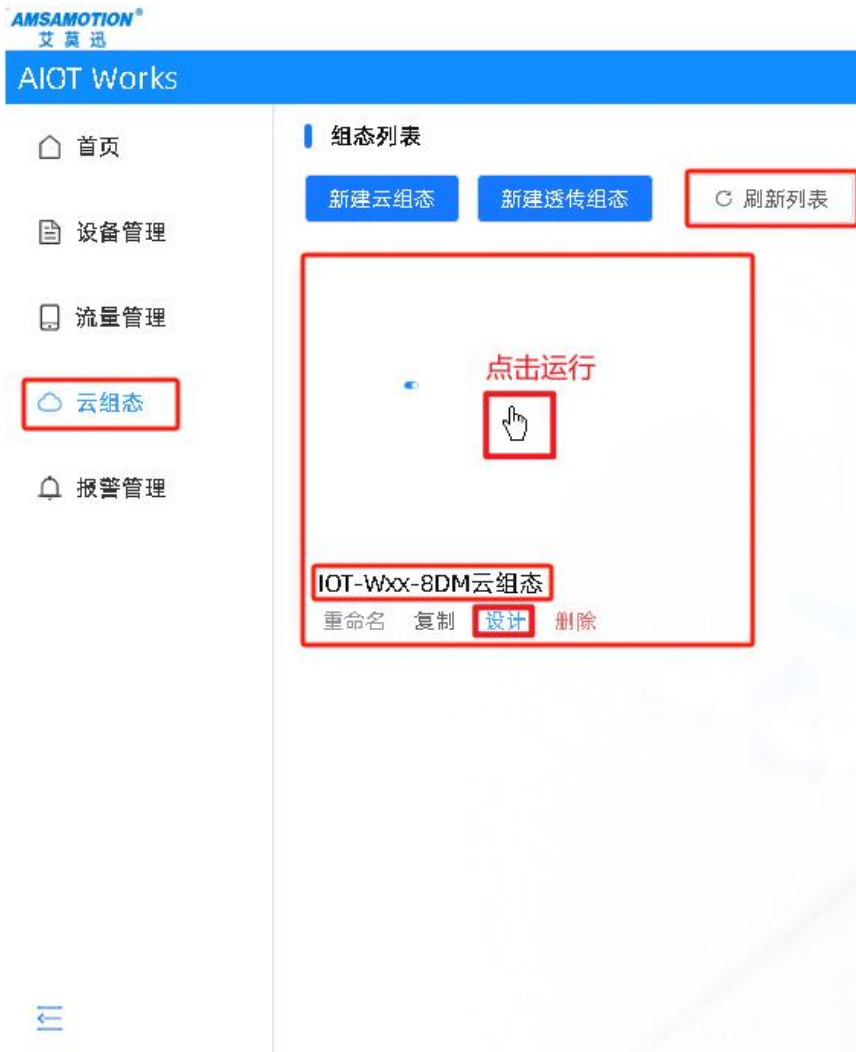 AMSAMOTION®
艾莫迅
AIOT Works
首页
设备管理
流量管理
云组态
报警管理
组态列表
新建云组态 新建透传组态 刷新列表
点击运行
IOT-Wxx-8DM云组态
重命名 复制 设计 删除